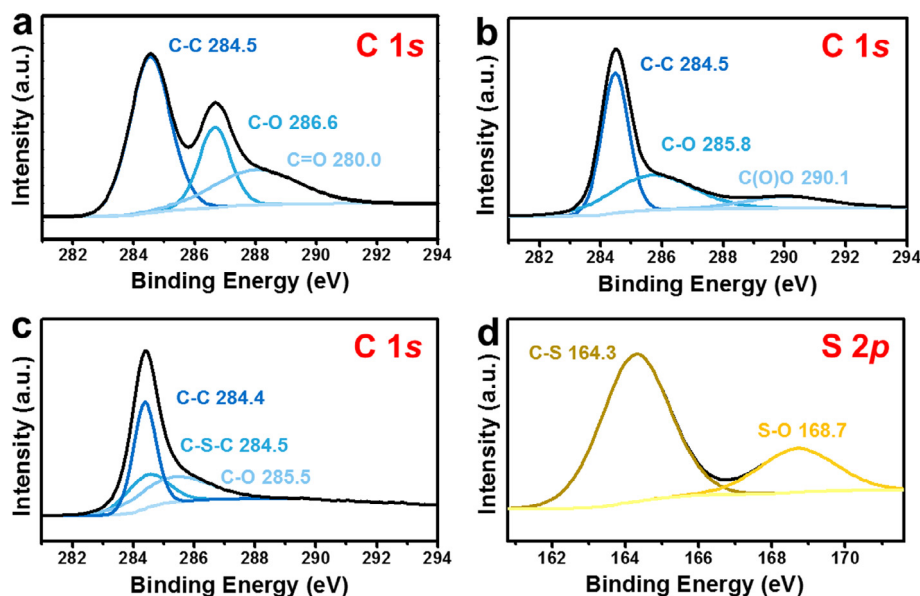 a
C 1s
C-C 284.5
C-O 286.6
C=O 280.0
Intensity (a.u.)
282 284 286 288 290 292 294
Binding Energy (eV)
b
C 1s
C-C 284.5
C-O 285.8
C(O)O 290.1
Intensity (a.u.)
282 284 286 288 290 292 294
Binding Energy (eV)
c
C 1s
C-C 284.4
C-S-C 284.5
C-O 285.5
Intensity (a.u.)
282 284 286 288 290 292 294
Binding Energy (eV)
d
S 2p
C-S 164.3
S-O 168.7
Intensity (a.u.)
162 164 166 168 170
Binding Energy (eV)